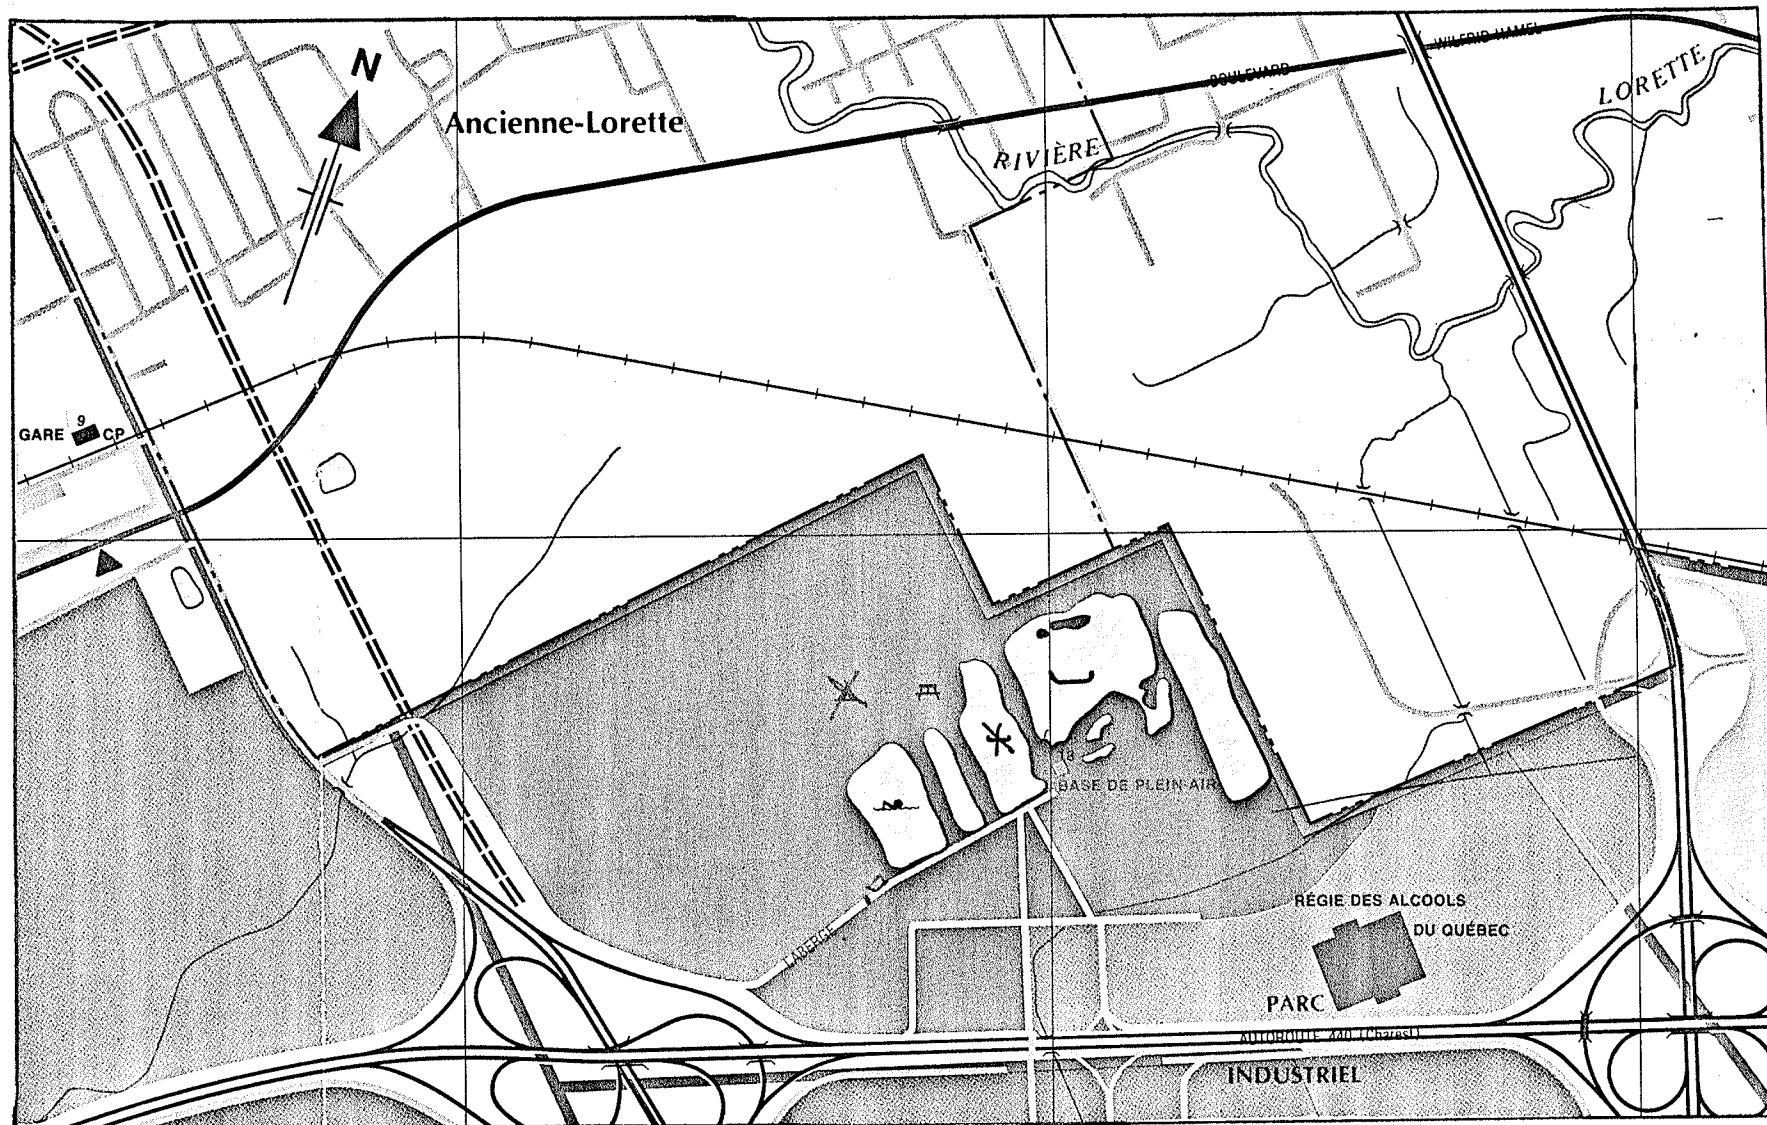 N
Ancienne-Lorette
BOULEVARD WILFRID-HAMEL
RIVIÈRE LORETTE
GARE 9 CP
18
BASE DE PLEIN AIR
LABERGE
RÉGIE DES ALCOOLS
DU QUÉBEC
PARC
AUTOROUTE 440 (Charest)
INDUSTRIEL